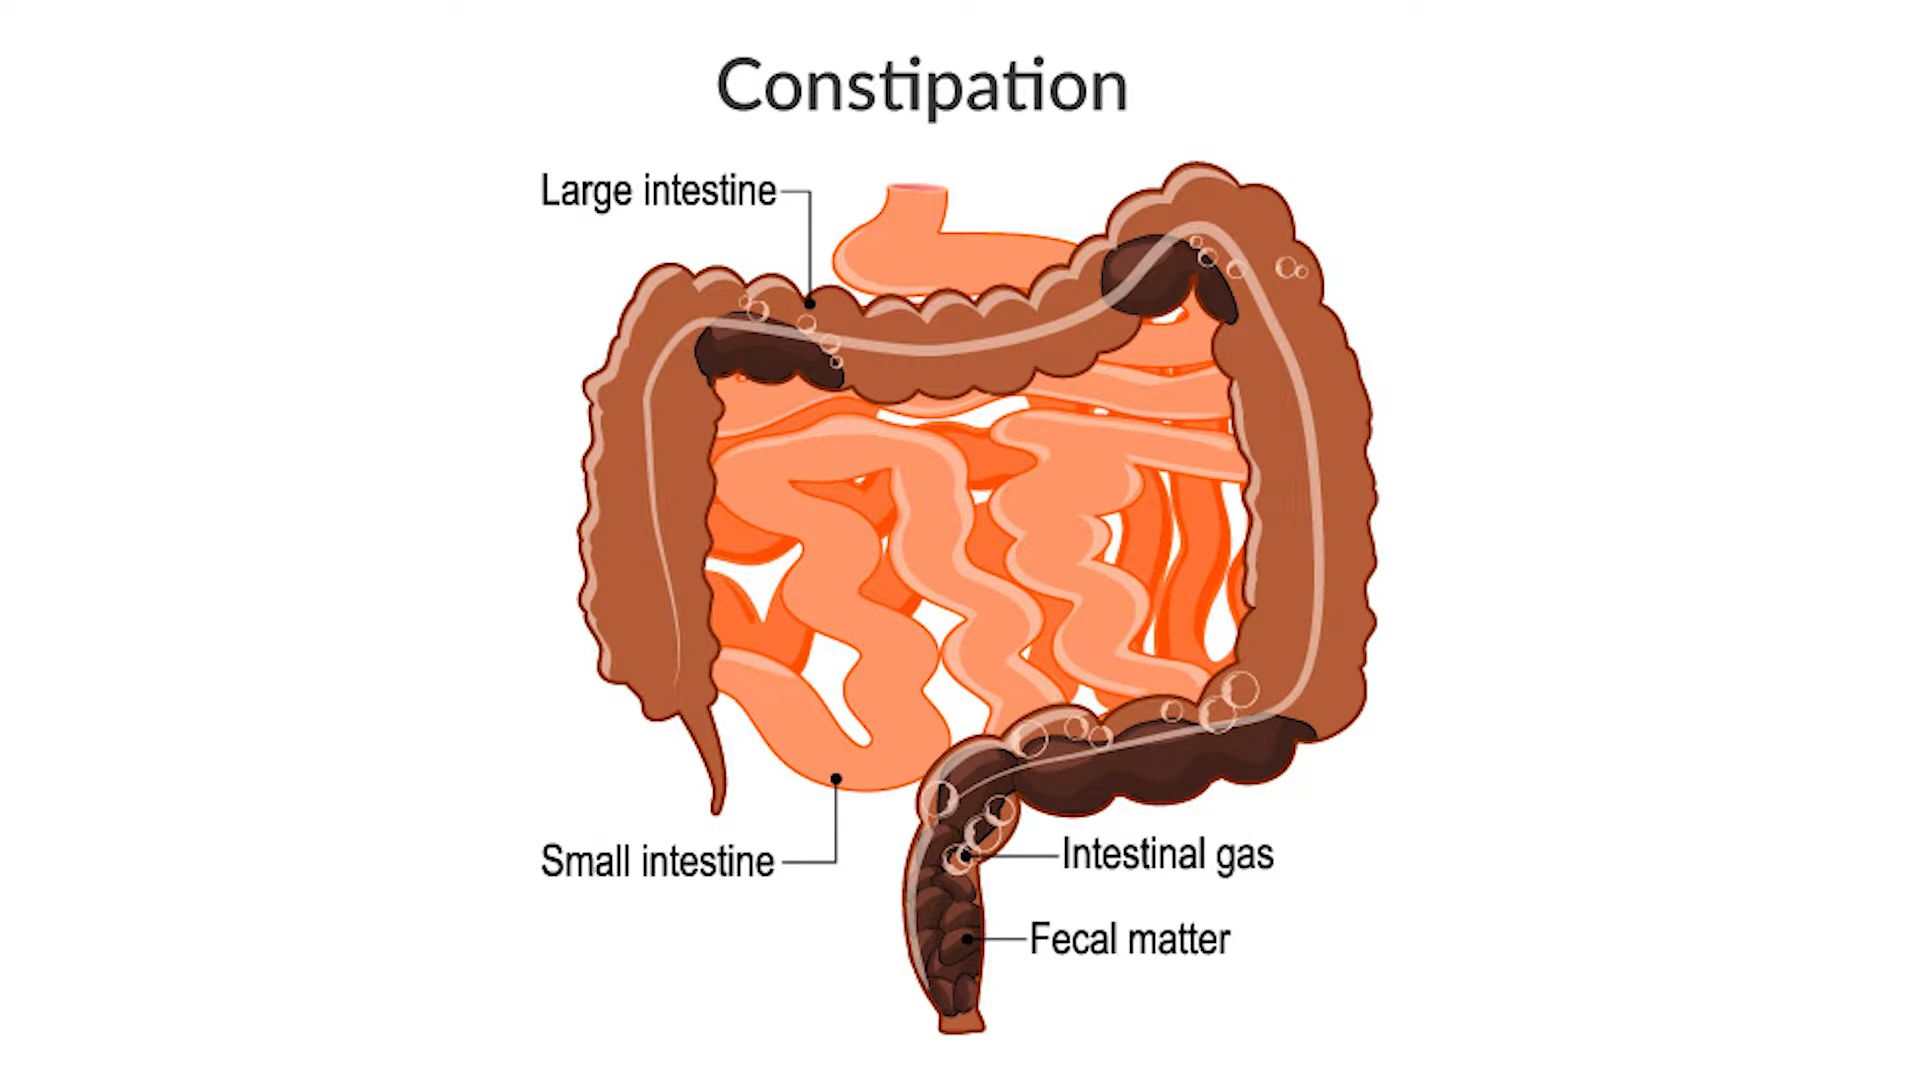 Constipation
Large intestine
Small intestine
Intestinal gas
Fecal matter